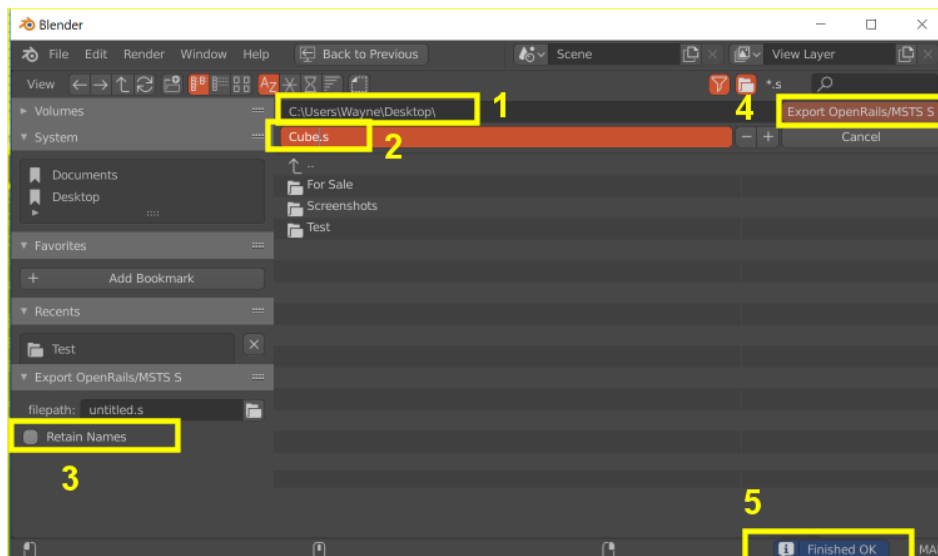 Blender
File Edit Render Window Help Back to Previous Scene View Layer
View *.s
Volumes
C:\Users\Wayne\Desktop\
1
4
Export OpenRails/MSTS S
System
Cube.s
2
Cancel
Documents
Desktop
..
For Sale
Screenshots
Test
Favorites
Add Bookmark
Recents
Test
Export OpenRails/MSTS S
filepath: untitled.s
Retain Names
3
5
Finished OK
MA